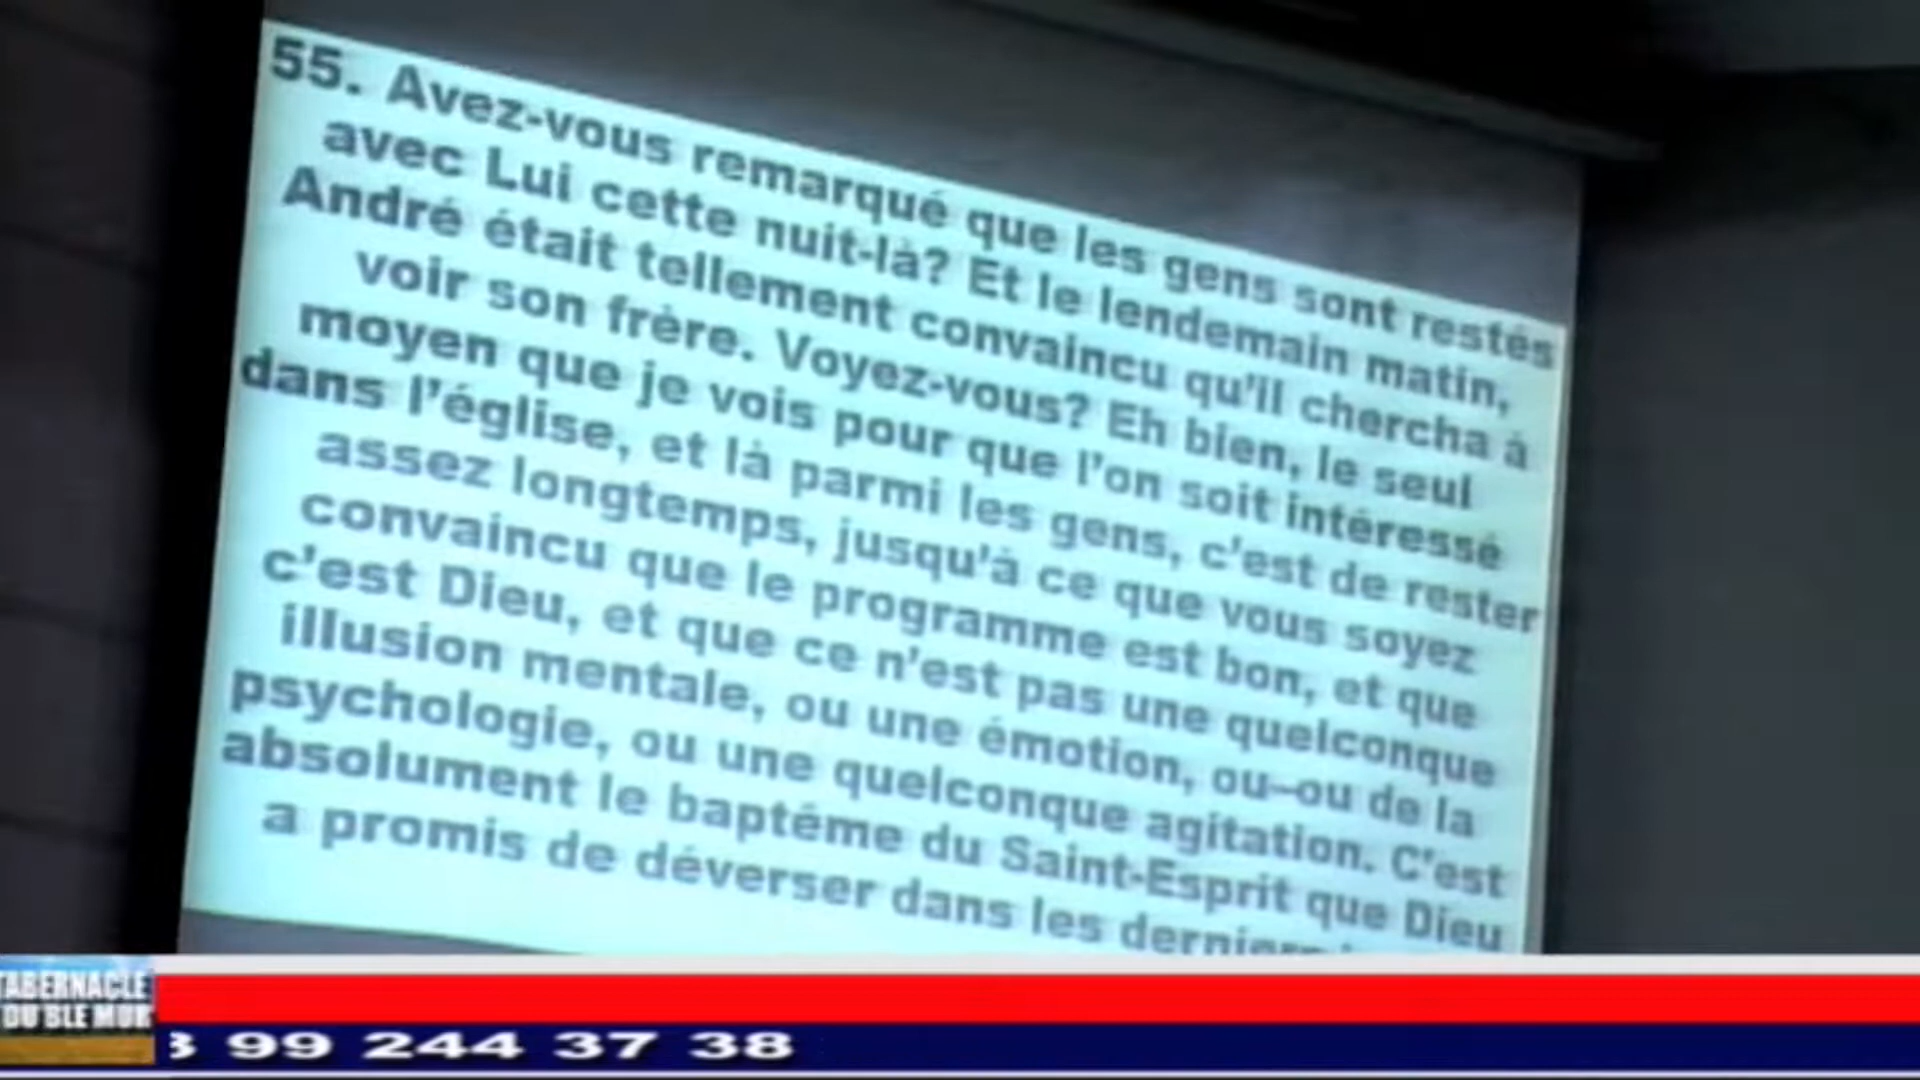 55. Avez-vous remarqué que les gens sont restés
avec Lui cette nuit-là? Et le lendemain matin,
André était tellement convaincu qu'il chercha à
voir son frère. Voyez-vous? Eh bien, le seul
moyen que je vois pour que l'on soit intéressé
dans l'église, et là parmi les gens, c'est de rester
assez longtemps, jusqu'à ce que vous soyez
convaincu que le programme est bon, et que
c'est Dieu, et que ce n'est pas une quelconque
illusion mentale, ou une émotion, ou–ou de la
psychologie, ou une quelconque agitation. C'est
absolument le baptême du Saint-Esprit que Dieu
a promis de déverser dans les
TABERNACLE
DU BLE MUR
3 99 244 37 38